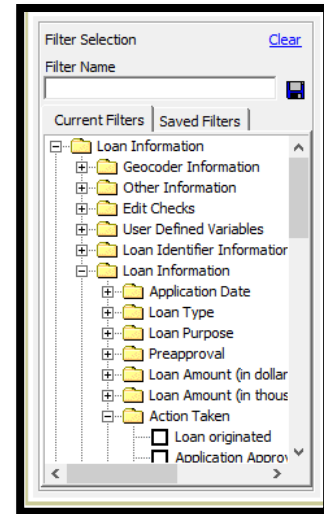 Filter Selection Clear
Filter Name
Current Filters Saved Filters
Loan Information
Geocoder Information
Other Information
Edit Checks
User Defined Variables
Loan Identifier Information
Loan Information
Application Date
Loan Type
Loan Purpose
Preapproval
Loan Amount (in dollar
Loan Amount (in thous
Action Taken
Loan originated
Application Approv